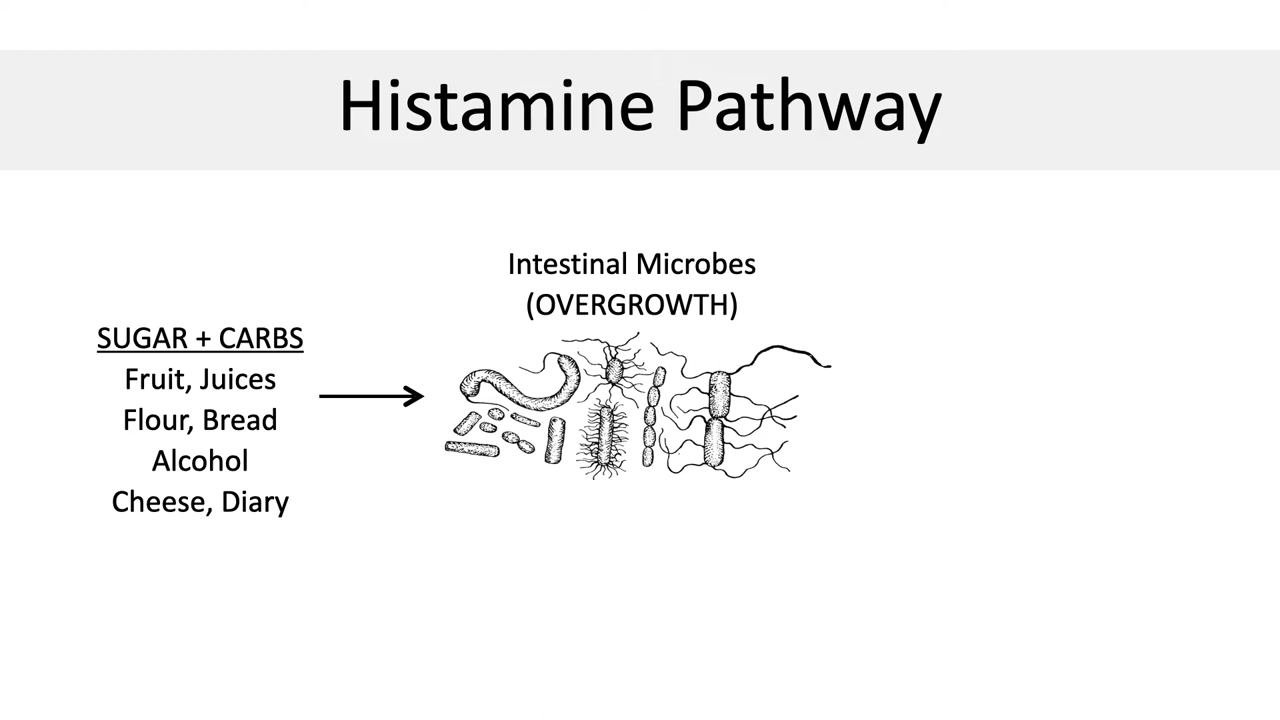 Histamine Pathway
Intestinal Microbes
(OVERGROWTH)
SUGAR + CARBS
Fruit, Juices
Flour, Bread
Alcohol
Cheese, Diary